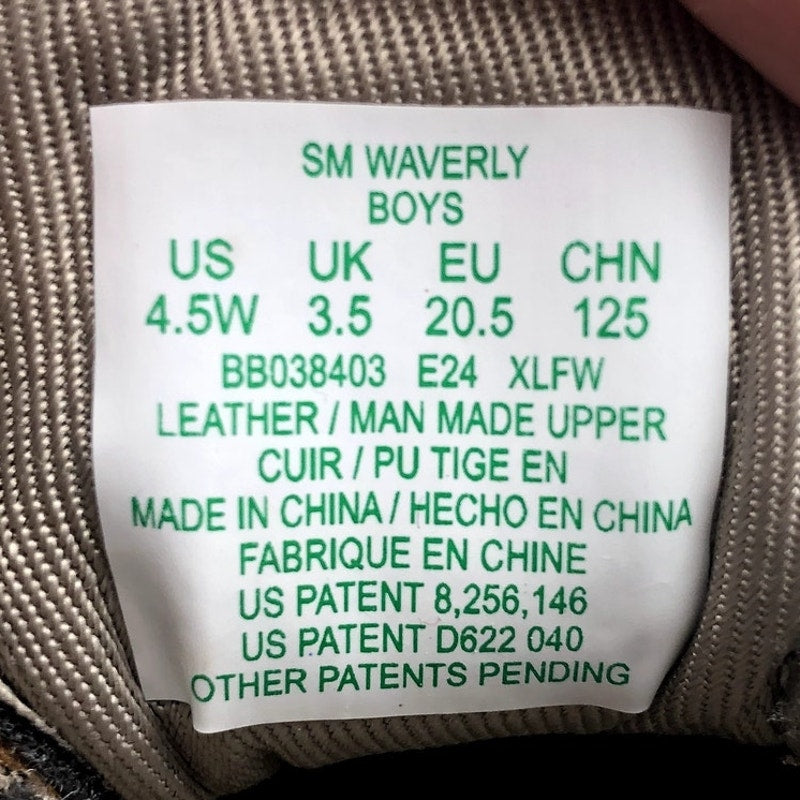 SM WAVERLY
BOYS
US UK EU CHN
4.5W 3.5 20.5 125
BB038403 E24 XLFW
LEATHER / MAN MADE UPPER
CUIR / PU TIGE EN
MADE IN CHINA / HECHO EN CHINA
FABRIQUE EN CHINE
US PATENT 8,256,146
US PATENT D622 040
OTHER PATENTS PENDING